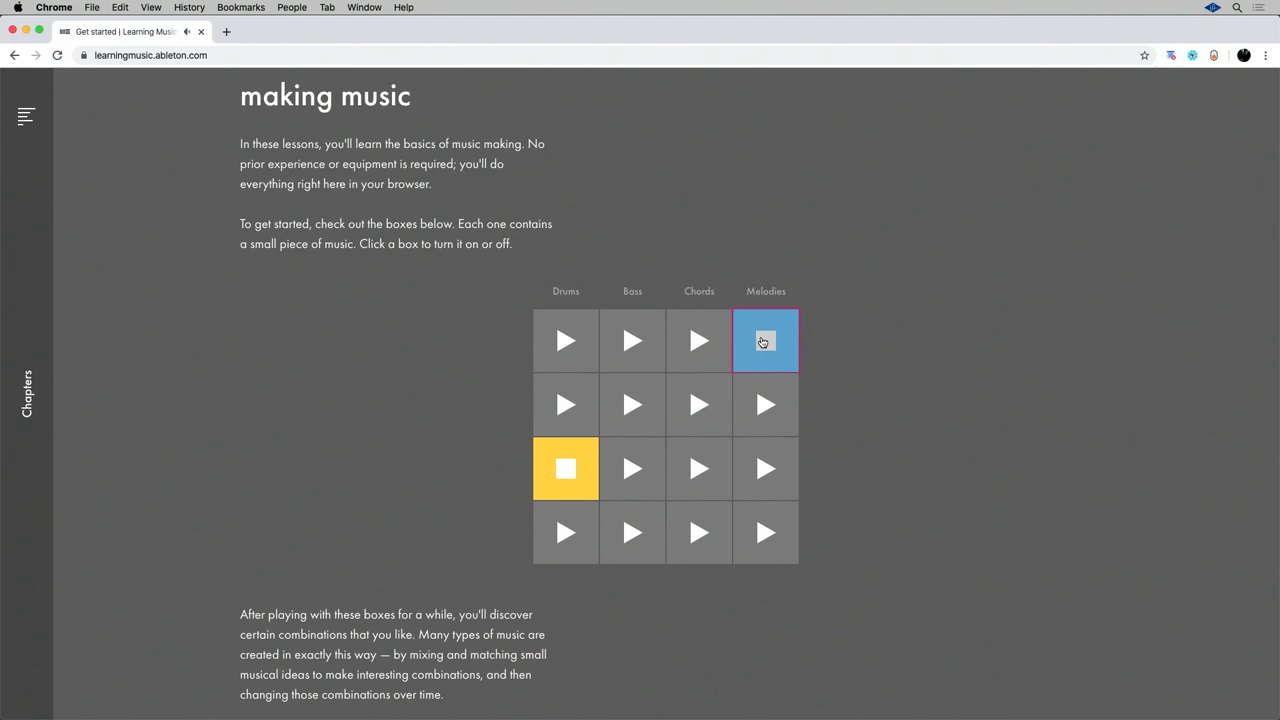 Chrome File Edit View History Bookmarks People Tab Window Help
Get started | Learning Music
learningmusic.ableton.com
making music
In these lessons, you'll learn the basics of music making. No
prior experience or equipment is required; you'll do
everything right here in your browser.
To get started, check out the boxes below. Each one contains
a small piece of music. Click a box to turn it on or off.
Drums Bass Chords Melodies
Chapters
After playing with these boxes for a while, you'll discover
certain combinations that you like. Many types of music are
created in exactly this way — by mixing and matching small
musical ideas to make interesting combinations, and then
changing those combinations over time.